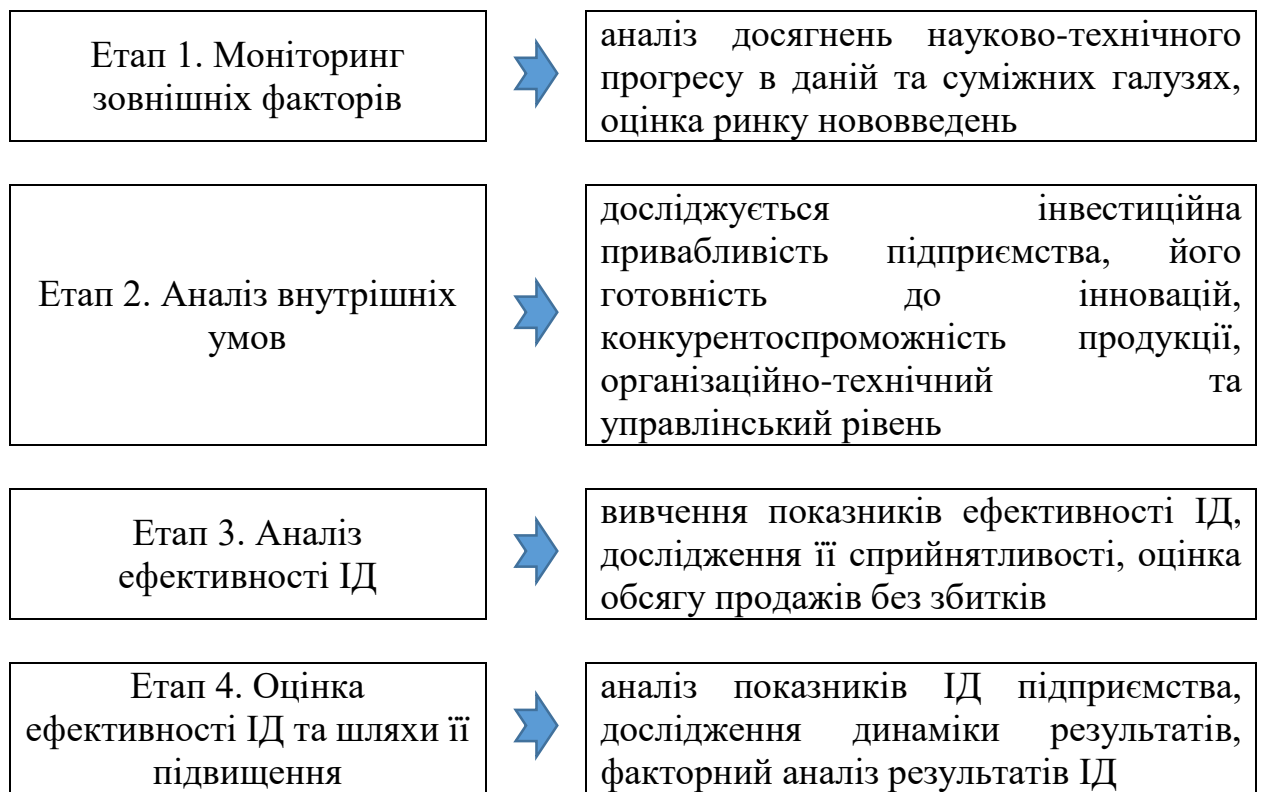 Етап 1. Моніторинг
зовнішніх факторів
аналіз досягнень науково-технічного
прогресу в даній та суміжних галузях,
оцінка ринку нововведень
Етап 2. Аналіз внутрішніх
умов
досліджується інвестиційна
привабливість підприємства, його
готовність до інновацій,
конкурентоспроможність продукції,
організаційно-технічний та
управлінський рівень
Етап 3. Аналіз
ефективності ІД
вивчення показників ефективності ІД,
дослідження її сприйнятливості, оцінка
обсягу продажів без збитків
Етап 4. Оцінка
ефективності ІД та шляхи її
підвищення
аналіз показників ІД підприємства,
дослідження динаміки результатів,
факторний аналіз результатів ІД